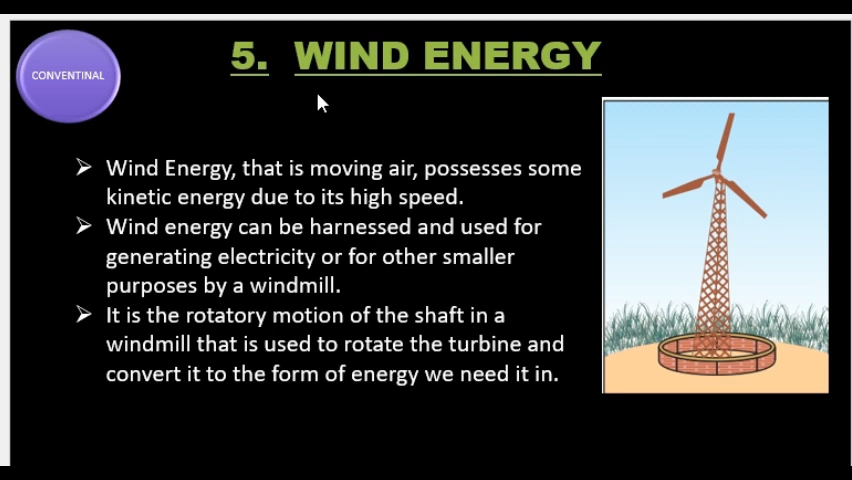 CONVENTINAL
5. WIND ENERGY
➢ Wind Energy, that is moving air, possesses some
kinetic energy due to its high speed.
➢ Wind energy can be harnessed and used for
generating electricity or for other smaller
purposes by a windmill.
➢ It is the rotatory motion of the shaft in a
windmill that is used to rotate the turbine and
convert it to the form of energy we need it in.